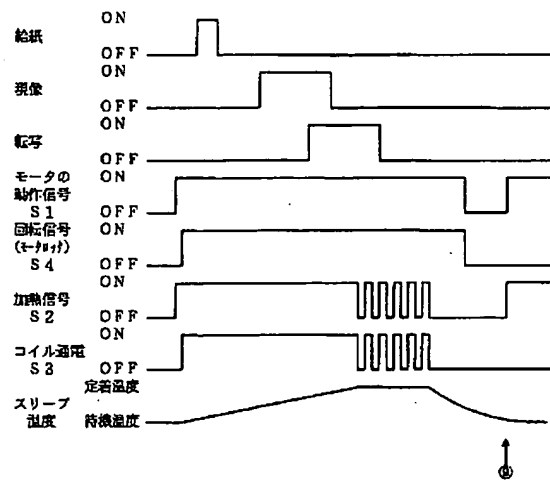 ON
給紙
OFF
ON
現像
OFF
ON
転写
OFF
モータの
動作信号
S1
ON
OFF
回転信号
(モータロック)
S4
ON
OFF
加熱信号
S2
ON
OFF
コイル通電
S3
ON
OFF
スリーブ
温度
定着温度
待機温度